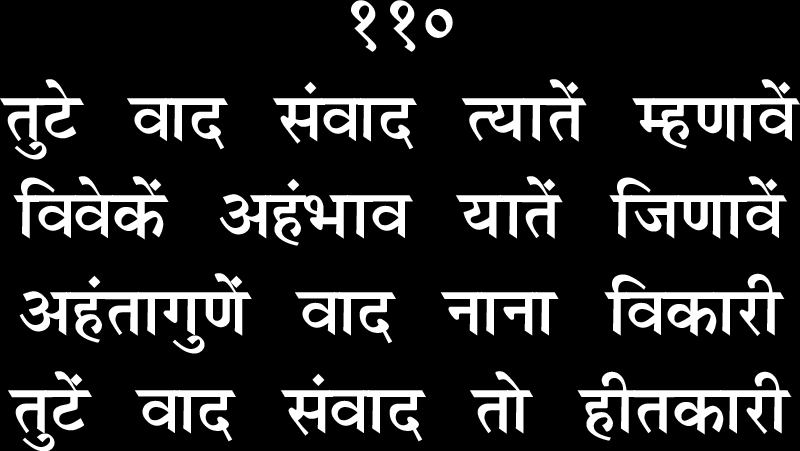 ११०
तुटे वाद संवाद त्यातें म्हणावें
विवेकें अहंभाव यातें जिणावें
अहंतागुणें वाद नाना विकारी
तुटें वाद संवाद तो हीतकारी